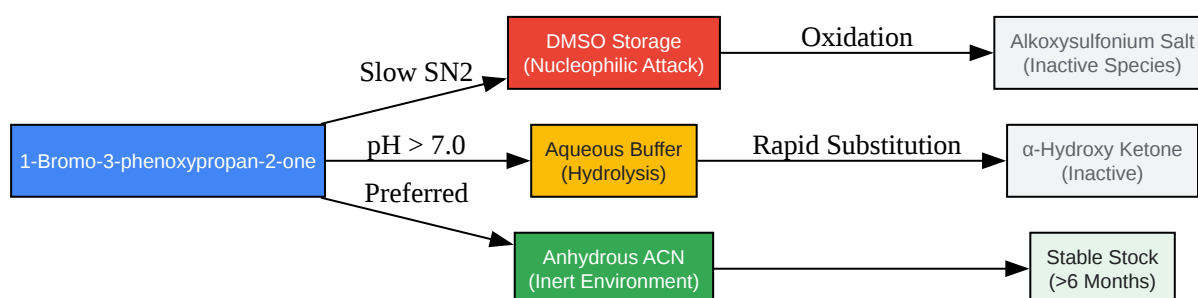 Slow SN2
DMSO Storage
(Nucleophilic Attack)
Oxidation
Alkoxysulfonium Salt
(Inactive Species)
1-Bromo-3-phenoxypropan-2-one
pH > 7.0
Aqueous Buffer
(Hydrolysis)
Rapid Substitution
α-Hydroxy Ketone
(Inactive)
Preferred
Anhydrous ACN
(Inert Environment)
Stable Stock
(>6 Months)